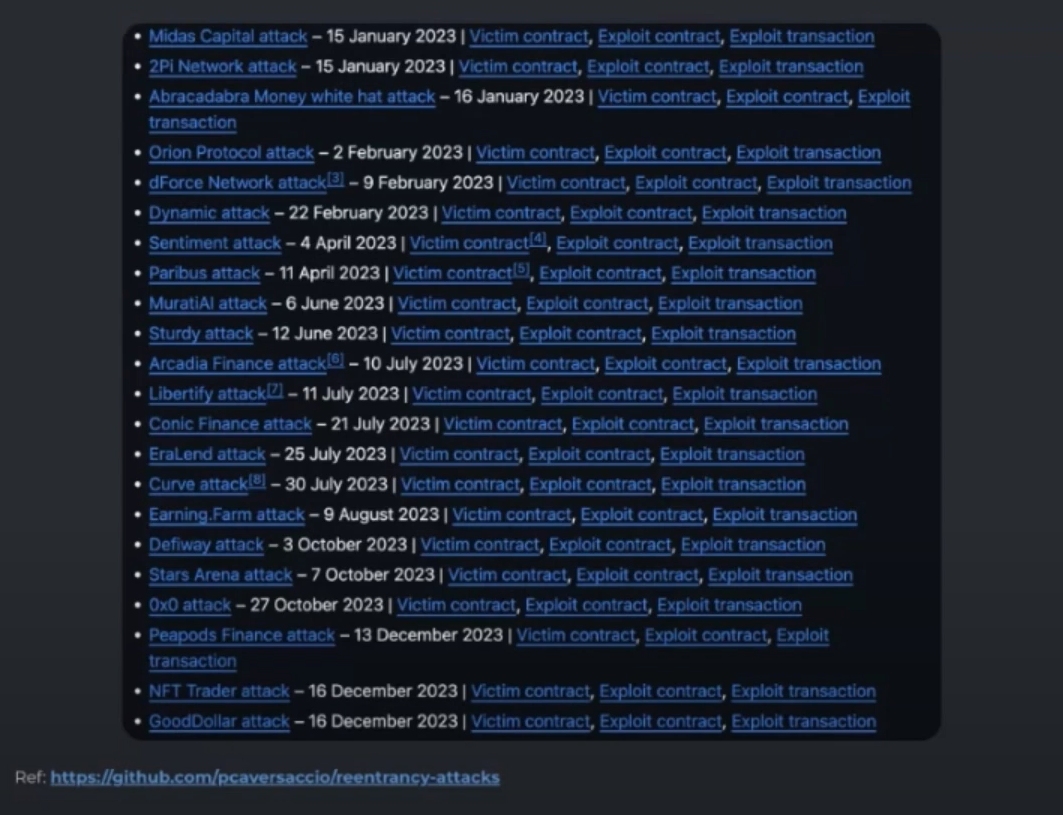 • Midas Capital attack – 15 January 2023 | Victim contract, Exploit contract, Exploit transaction
• 2Pi Network attack – 15 January 2023 | Victim contract, Exploit contract, Exploit transaction
• Abracadabra Money white hat attack – 16 January 2023 | Victim contract, Exploit contract, Exploit
transaction
• Orion Protocol attack – 2 February 2023 | Victim contract, Exploit contract, Exploit transaction
• dForce Network attack[3] – 9 February 2023 | Victim contract, Exploit contract, Exploit transaction
• Dynamic attack – 22 February 2023 | Victim contract, Exploit contract, Exploit transaction
• Sentiment attack – 4 April 2023 | Victim contract[4], Exploit contract, Exploit transaction
• Paribus attack – 11 April 2023 | Victim contract[5], Exploit contract, Exploit transaction
• MuratiAI attack – 6 June 2023 | Victim contract, Exploit contract, Exploit transaction
• Sturdy attack – 12 June 2023 | Victim contract, Exploit contract, Exploit transaction
• Arcadia Finance attack[6] – 10 July 2023 | Victim contract, Exploit contract, Exploit transaction
• Libertify attack[7] – 11 July 2023 | Victim contract, Exploit contract, Exploit transaction
• Conic Finance attack – 21 July 2023 | Victim contract, Exploit contract, Exploit transaction
• EraLend attack – 25 July 2023 | Victim contract, Exploit contract, Exploit transaction
• Curve attack[8] – 30 July 2023 | Victim contract, Exploit contract, Exploit transaction
• Earning.Farm attack – 9 August 2023 | Victim contract, Exploit contract, Exploit transaction
• Defiway attack – 3 October 2023 | Victim contract, Exploit contract, Exploit transaction
• Stars Arena attack – 7 October 2023 | Victim contract, Exploit contract, Exploit transaction
• 0x0 attack – 27 October 2023 | Victim contract, Exploit contract, Exploit transaction
• Peapods Finance attack – 13 December 2023 | Victim contract, Exploit contract, Exploit
transaction
• NFT Trader attack – 16 December 2023 | Victim contract, Exploit contract, Exploit transaction
• GoodDollar attack – 16 December 2023 | Victim contract, Exploit contract, Exploit transaction
Ref: https://github.com/pcaversaccio/reentrancy-attacks